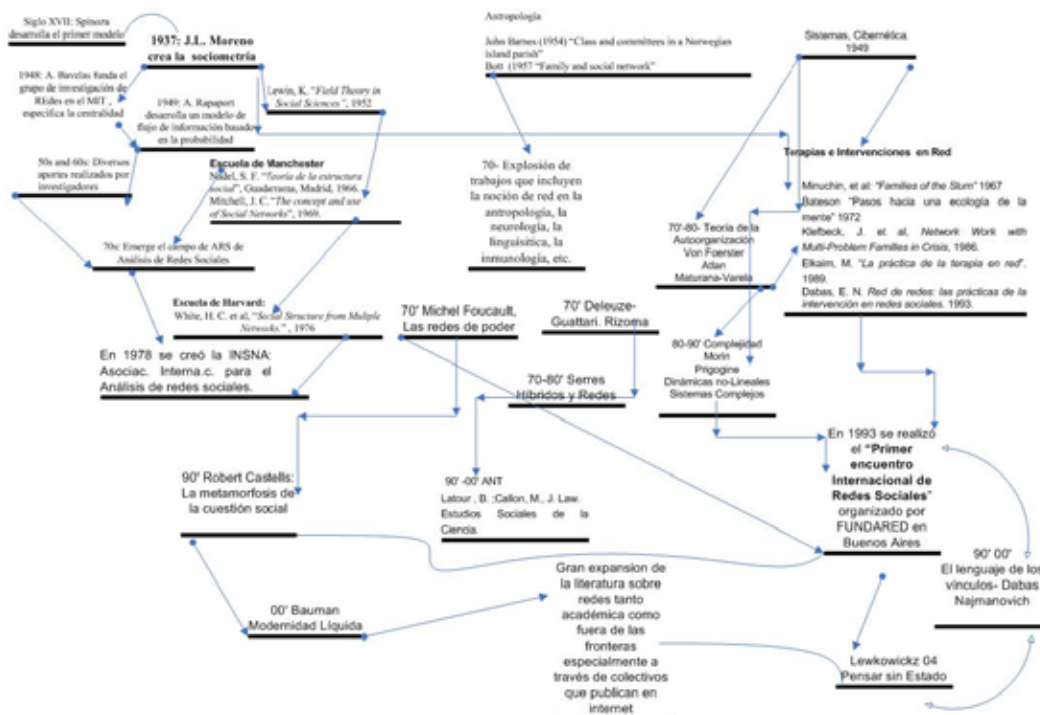 Siglo XVII: Spinoza
desarolla el primer modelo
1937: J.L. Moreno
crea la sociometría
1948: A. Bavelas funda el
grupo de investigación de
REdes en el MIT ,
especifica la centralidad
1949: A. Rapaport
desarrolla un modelo de
flujo de información basado
en la probabilidad
Lewin, K. "Field Theory in
Social Sciences", 1952
50s and 60s: Diversos
aportes realizados por
investigadores
Escuela de Manchester
Nadel, S. F. "Teoría de la estructura
social", Guadarrama, Madrid, 1966.
Mitchell, J. C. "The concept and use
of Social Networks", 1969.
70s: Emerge el campo de ARS de
Análisis de Redes Sociales
Escuela de Harvard:
White, H. C. et al, "Social Structure from Muliple
Networks." , 1976
En 1978 se creó la INSNA:
Asociac. Interna.c. para el
Análisis de redes sociales.
Antropología
John Barnes (1954) "Class and committees in a Norwegian
island parish"
Bott (1957 "Family and social network"
70- Explosión de
trabajos que incluyen
la noción de red en la
antropología, la
neurología, la
lingüísitica, la
inmunología, etc.
Sistemas, Cibernética.
1949
Terapias e Intervenciones en Red
Minuchin, et al: "Families of the Slum" 1967
Bateson "Pasos hacia una ecología de la
mente" 1972
Klefbeck, J. et al, Network Work with
Multi-Problem Families in Crisis, 1986.
Elkaim, M. "La práctica de la terapia en red".
1989.
Dabas, E. N. Red de redes: las prácticas de la
intervención en redes sociales. 1993.
70'-80- Teoría de la
Autoorganización
Von Foerster
Atlan
Maturana-Varela
80-90' Complejidad
Morin
Prigogine
Dinámicas no-Lineales
Sistemas Complejos
70' Michel Foucault,
Las redes de poder
70' Deleuze-
Guattari. Rizoma
70-80' Serres
Híbridos y Redes
90' Robert Castells:
La metamorfosis de
la cuestión social
90' -00' ANT
Latour , B. ;Callon, M., J. Law.
Estudios Sociales de la
Ciencia.
En 1993 se realizó
el "Primer
encuentro
Internacional de
Redes Sociales"
organizado por
FUNDARED en
Buenos Aires
90' 00'
El lenguaje de los
vínculos- Dabas
Najmanovich
00' Bauman
Modernidad Líquida
Gran expansion de
la literatura sobre
redes tanto
académica como
fuera de las
fronteras
especialmente a
través de colectivos
que publican en
internet
Lewkowickz 04
Pensar sin Estado